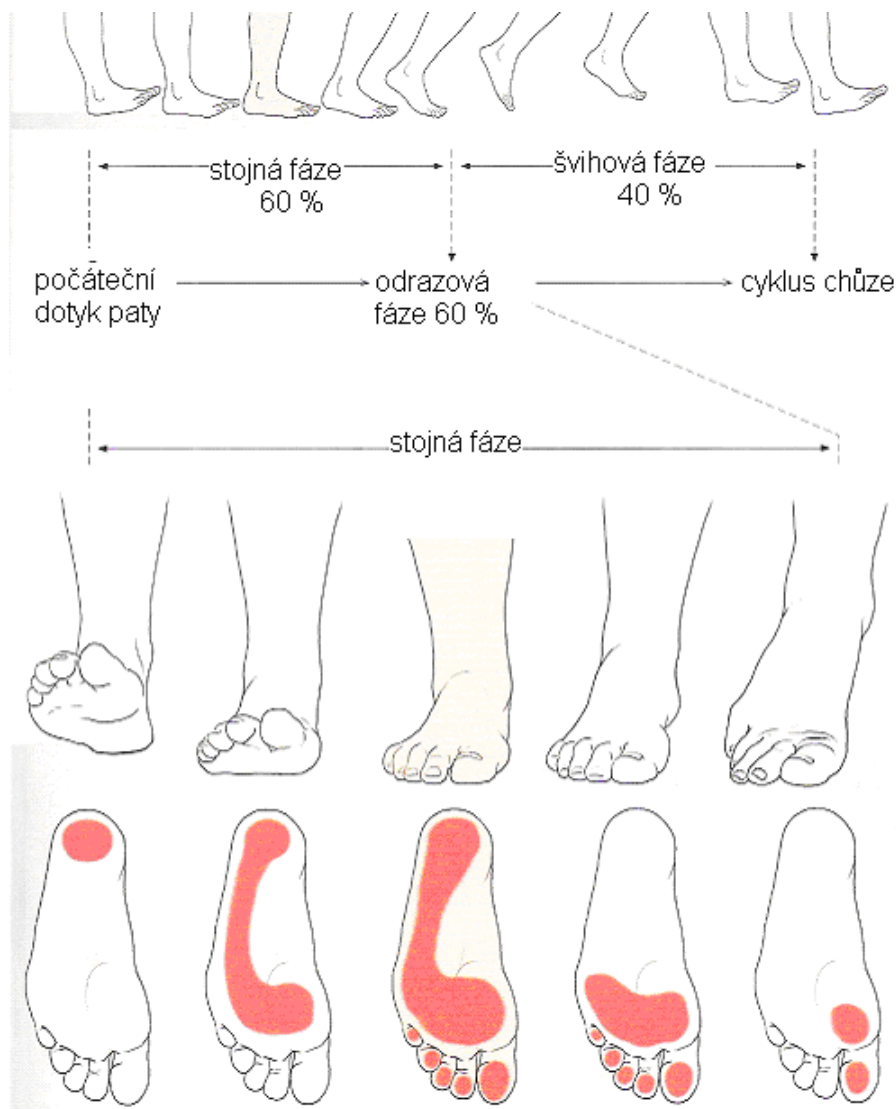 stojná fáze
60 %
švihová fáze
40 %
počáteční
dotyk paty
odrazová
fáze 60 %
cyklus chůze
stojná fáze